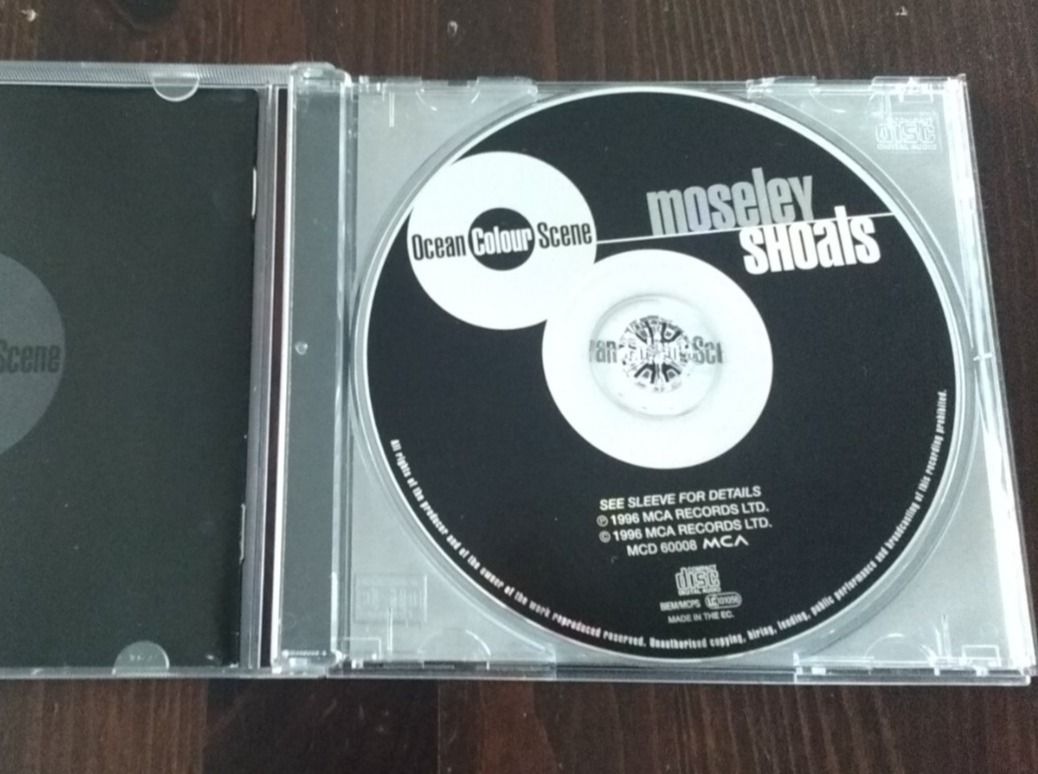 Scene
Ocean Colour Scene
moseley
SHOALS
disc
DIGITAL AUDIO
SEE SLEEVE FOR DETAILS
℗ 1996 MCA RECORDS LTD.
© 1996 MCA RECORDS LTD.
MCD 60008 MCA
COMPACT
disc
DIGITAL AUDIO
BIEM/MCPS
MADE IN THE EC.
All rights of the producer and of the owner of the work reproduced reserved. Unauthorised copying, hiring, lending, public performance and broadcasting of this recording prohibited.